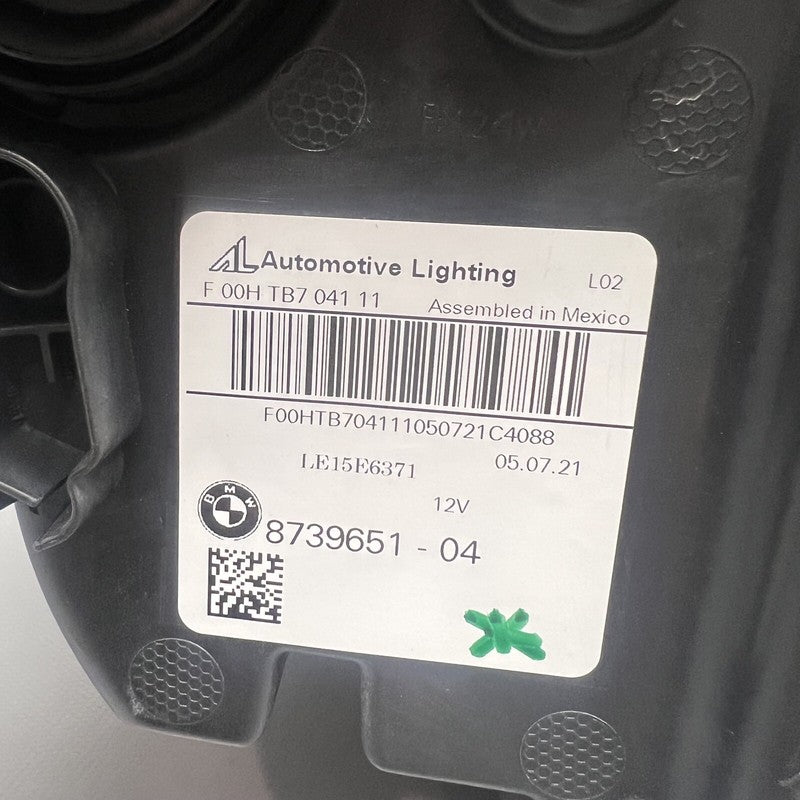 AL Automotive Lighting
L02
F 00H TB7 041 11
Assembled in Mexico
F00HTB704111050721C4088
LE15E6371
05.07.21
12V
BMW
8739651 - 04